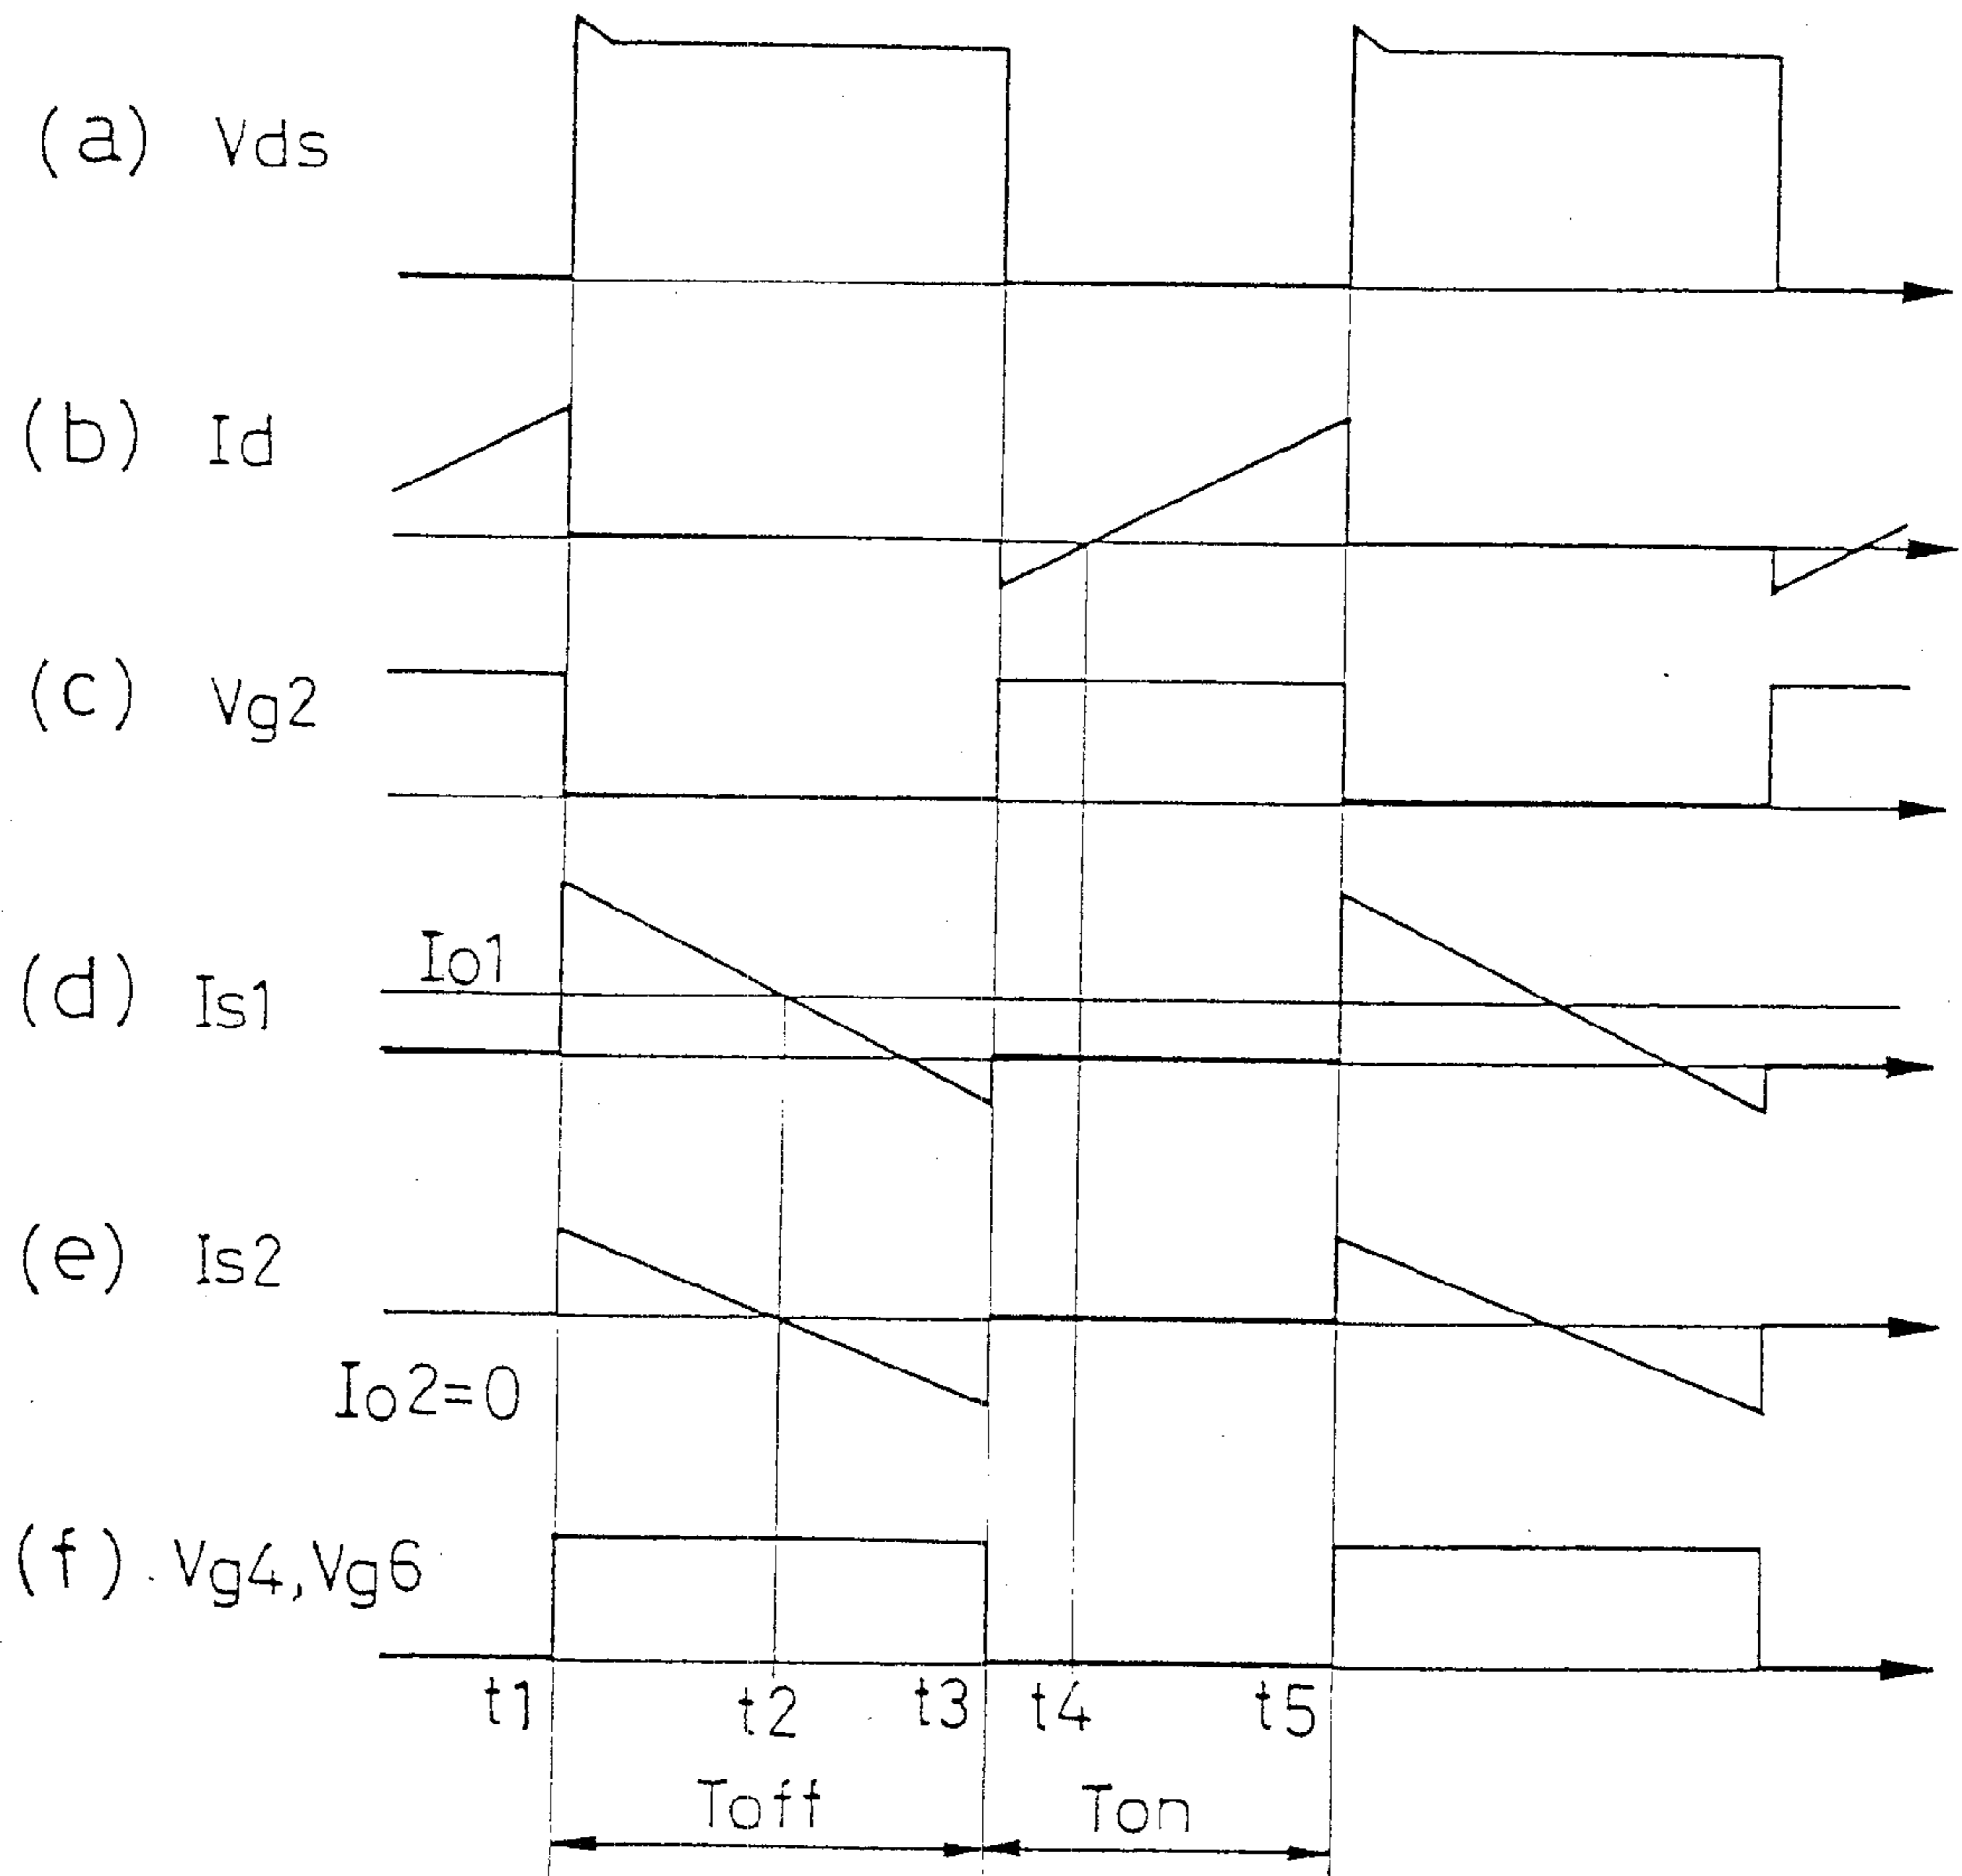 (a) Vds
(b) Id
(c) Vg2
Io1
(d) Is1
(e) Is2
Io2=0
(f) Vg4,Vg6
t1 t2 t3 t4 t5
Toff Ton